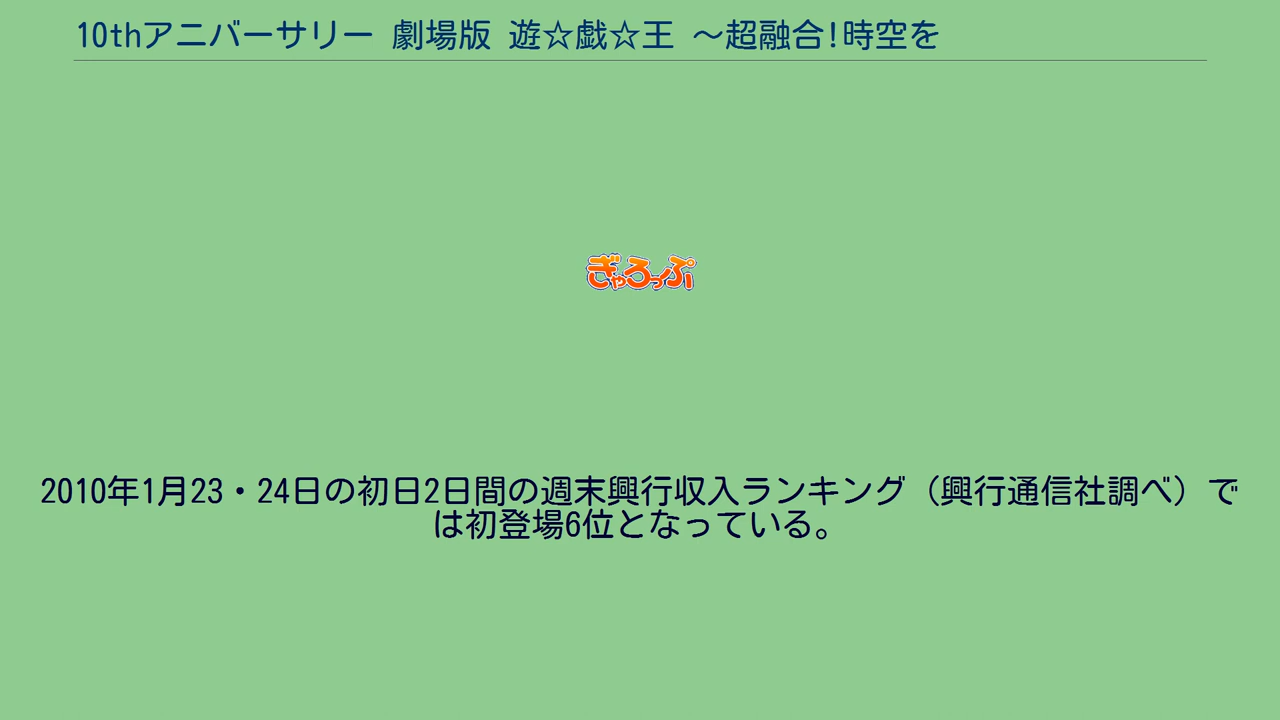 10thアニバーサリー 劇場版 遊☆戯☆王 ～超融合!時空を
ぎゃろっぷ
2010年1月23・24日の初日2日間の週末興行収入ランキング（興行通信社調べ）で
は初登場6位となっている。